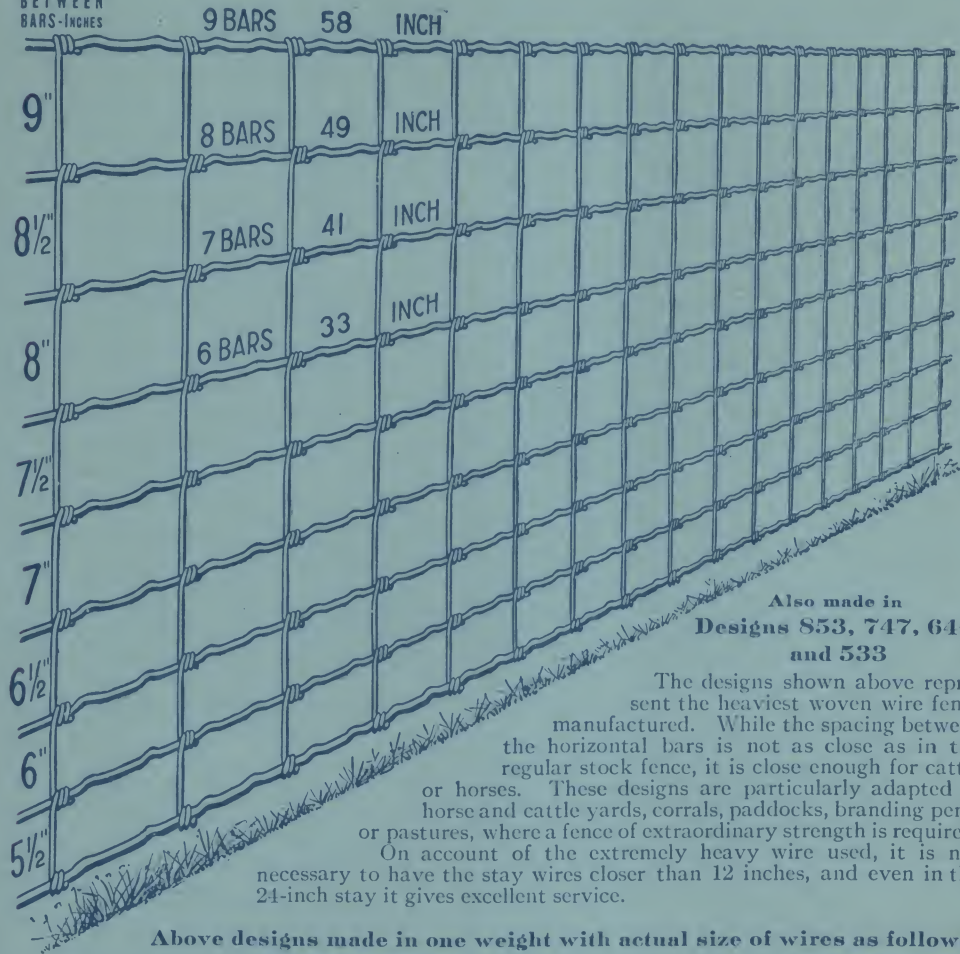 BETWEEN
BARS-INCHES
9 BARS 58 INCH
9"
8 BARS 49 INCH
8½"
7 BARS 41 INCH
8"
6 BARS 33 INCH
7½"
7"
6½"
6"
5½"
Also made in
Designs 853, 747, 64
and 533
The designs shown above repr
sent the heaviest woven wire fen
manufactured. While the spacing betwe
the horizontal bars is not as close as in t
regular stock fence, it is close enough for catt
or horses. These designs are particularly adapted
horse and cattle yards, corrals, paddocks, branding per
or pastures, where a fence of extraordinary strength is require
On account of the extremely heavy wire used, it is n
necessary to have the stay wires closer than 12 inches, and even in t
24-inch stay it gives excellent service.
Above designs made in one weight with actual size of wires as follow